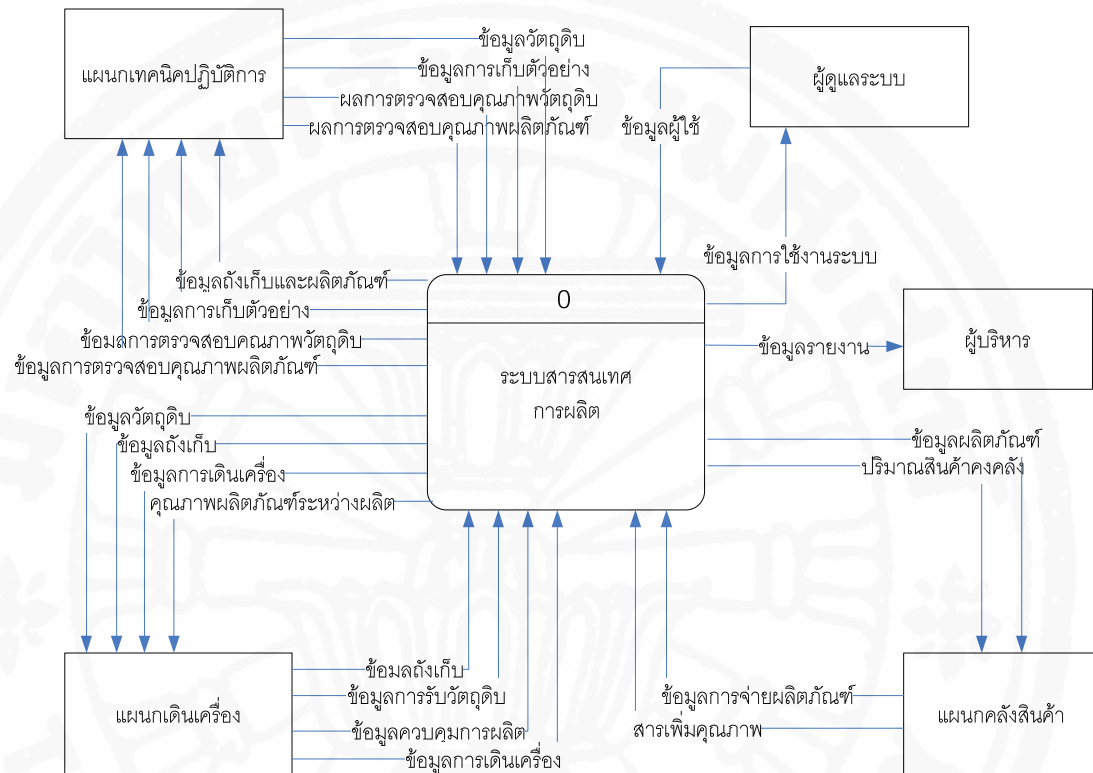 ข้อมูลวัตถุดิบ
ข้อมูลการเก็บตัวอย่าง
ผลการตรวจสอบคุณภาพวัตถุดิบ
ผลการตรวจสอบคุณภาพผลิตภัณฑ์
แผนกเทคนิคปฏิบัติการ
ผู้ดูแลระบบ
ข้อมูลผู้ใช้
ข้อมูลการใช้งานระบบ
ข้อมูลถังเก็บและผลิตภัณฑ์
ข้อมูลการเก็บตัวอย่าง
ข้อมลการตรวจสอบคณภาพวัตถุดิบ
ข้อมูลการตรวจสอบคุณภาพผลิตภัณฑ์
0
ระบบสารสนเทศ
การผลิต
ข้อมูลรายงาน
ผู้บริหาร
ข้อมูลวัตถุดิบ
ข้อมูลถังเก็บ
ข้อมูลการเดินเครื่อง
คุณภาพผลิตภัณฑ์ระหว่างผลิต
ข้อมูลผลิตภัณฑ์
ปริมาณสินค้าคงคลัง
แผนกเดินเครื่อง
ข้อมลถังเก็บ
ข้อมูลการรับวัตถุดิบ
ข้อมูลควบคุมการผลิต
ข้อมูลการเดินเครื่อง
ข้อมูลการจ่ายผลิตภัณฑ์
สารเพิ่มคุณภาพ
แผนกคลังสินค้า